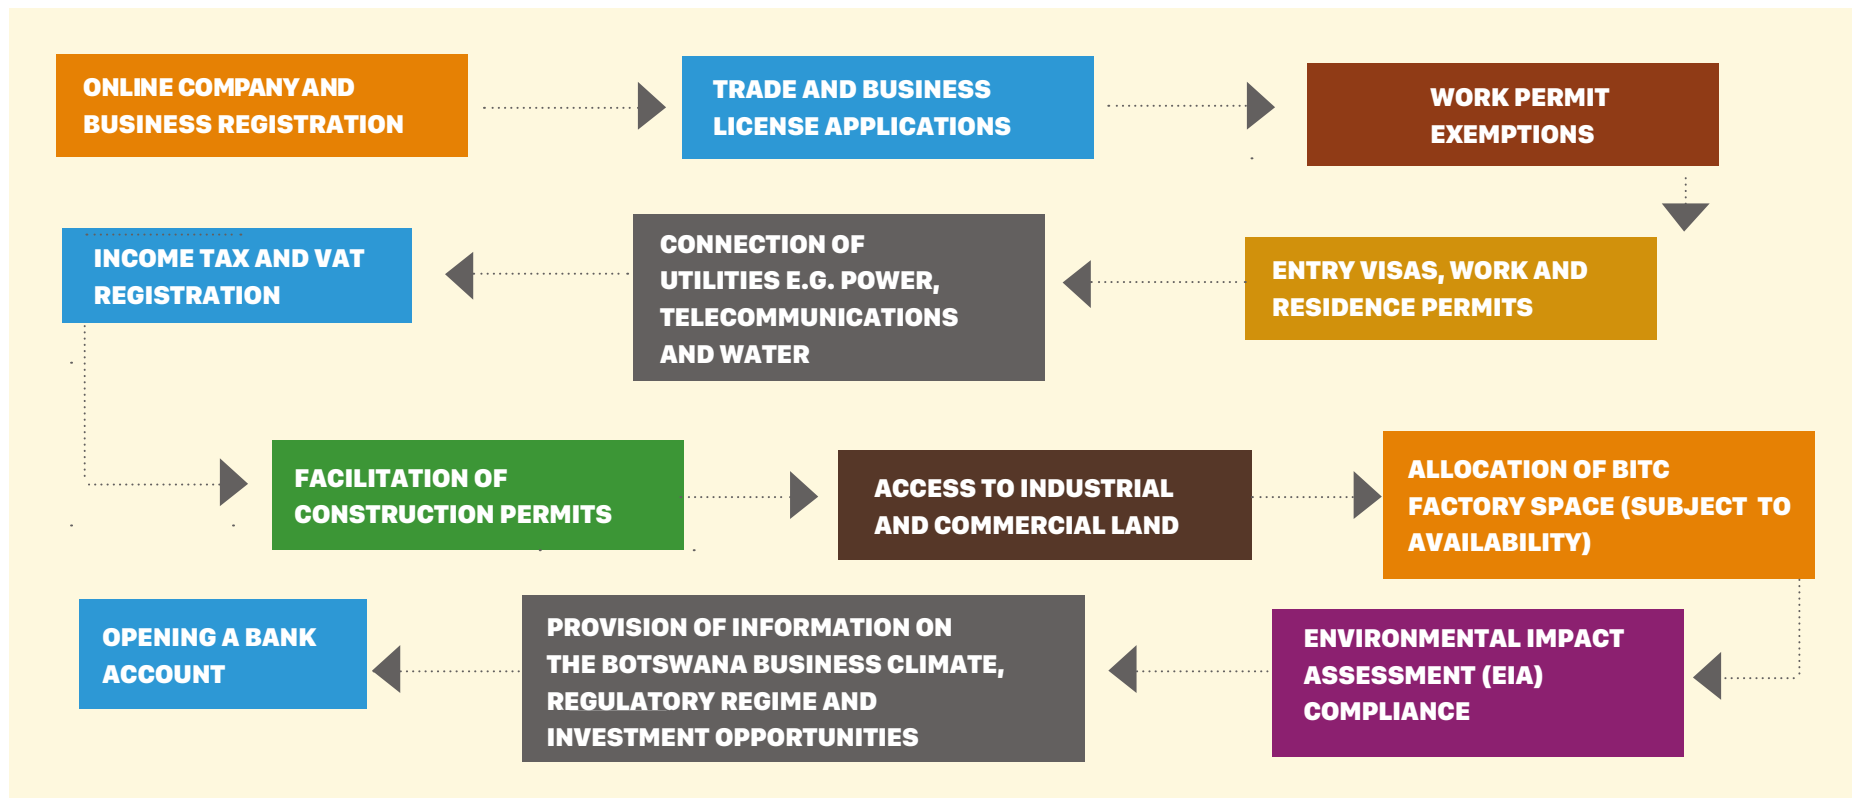 ONLINE COMPANY AND
BUSINESS REGISTRATION
TRADE AND BUSINESS
LICENSE APPLICATIONS
WORK PERMIT
EXEMPTIONS
ENTRY VISAS, WORK AND
RESIDENCE PERMITS
CONNECTION OF
UTILITIES E.G. POWER,
TELECOMMUNICATIONS
AND WATER
INCOME TAX AND VAT
REGISTRATION
FACILITATION OF
CONSTRUCTION PERMITS
ACCESS TO INDUSTRIAL
AND COMMERCIAL LAND
ALLOCATION OF BITC
FACTORY SPACE (SUBJECT TO
AVAILABILITY)
ENVIRONMENTAL IMPACT
ASSESSMENT (EIA)
COMPLIANCE
PROVISION OF INFORMATION ON
THE BOTSWANA BUSINESS CLIMATE,
REGULATORY REGIME AND
INVESTMENT OPPORTUNITIES
OPENING A BANK
ACCOUNT